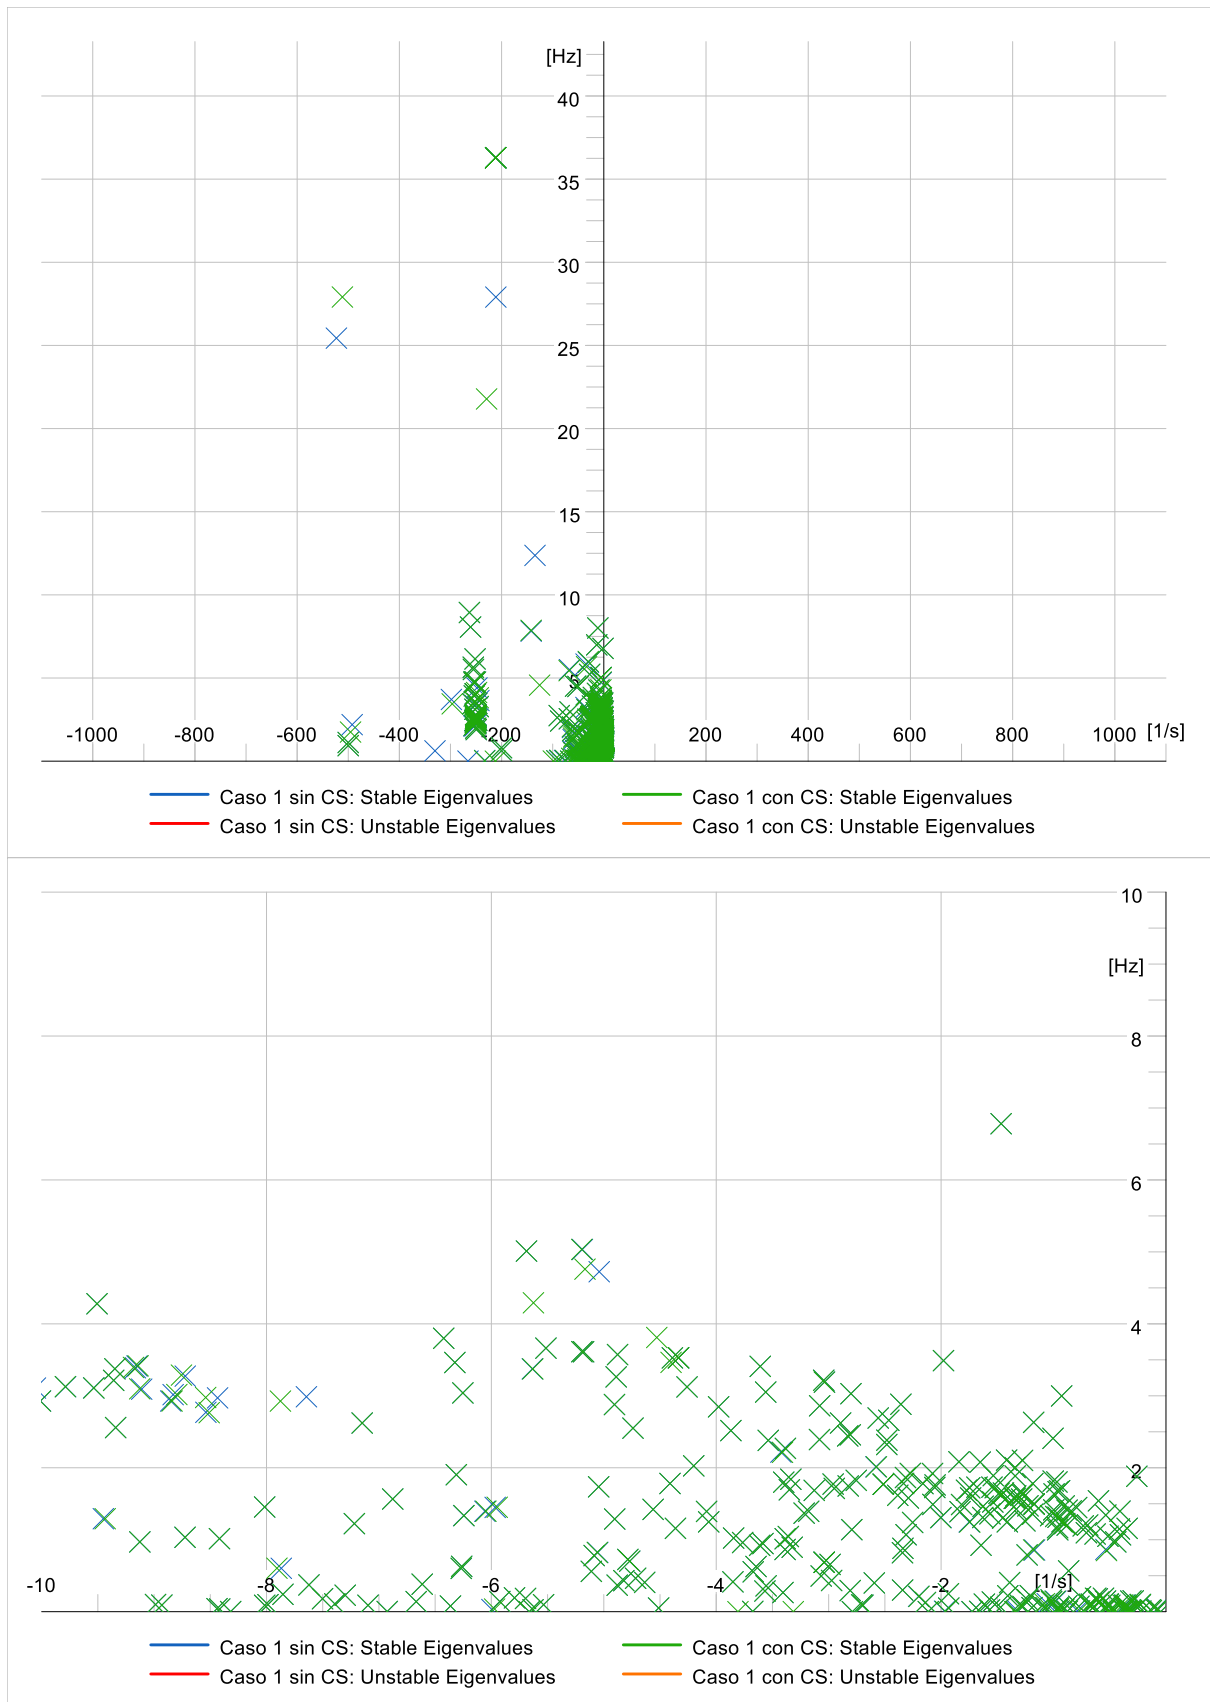 [Hz]
40
35
30
25
20
15
10
5
-1000 -800 -600 -400 -200 200 400 600 800 1000 [1/s]
Caso 1 sin CS: Stable Eigenvalues Caso 1 con CS: Stable Eigenvalues
Caso 1 sin CS: Unstable Eigenvalues Caso 1 con CS: Unstable Eigenvalues
10
[Hz]
8
6
4
2
-10 -8 -6 -4 -2 [1/s]
Caso 1 sin CS: Stable Eigenvalues Caso 1 con CS: Stable Eigenvalues
Caso 1 sin CS: Unstable Eigenvalues Caso 1 con CS: Unstable Eigenvalues